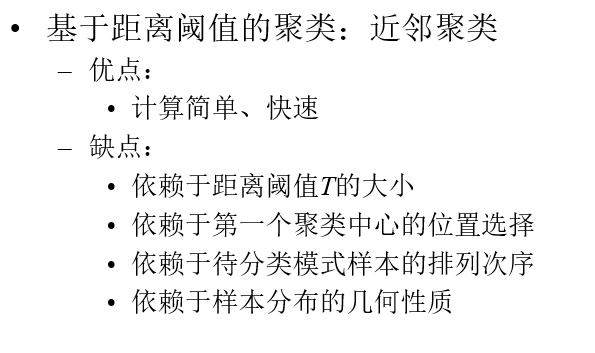 • 基于距离阈值的聚类：近邻聚类
– 优点：
• 计算简单、快速
– 缺点：
• 依赖于距离阈值T的大小
• 依赖于第一个聚类中心的位置选择
• 依赖于待分类模式样本的排列次序
• 依赖于样本分布的几何性质